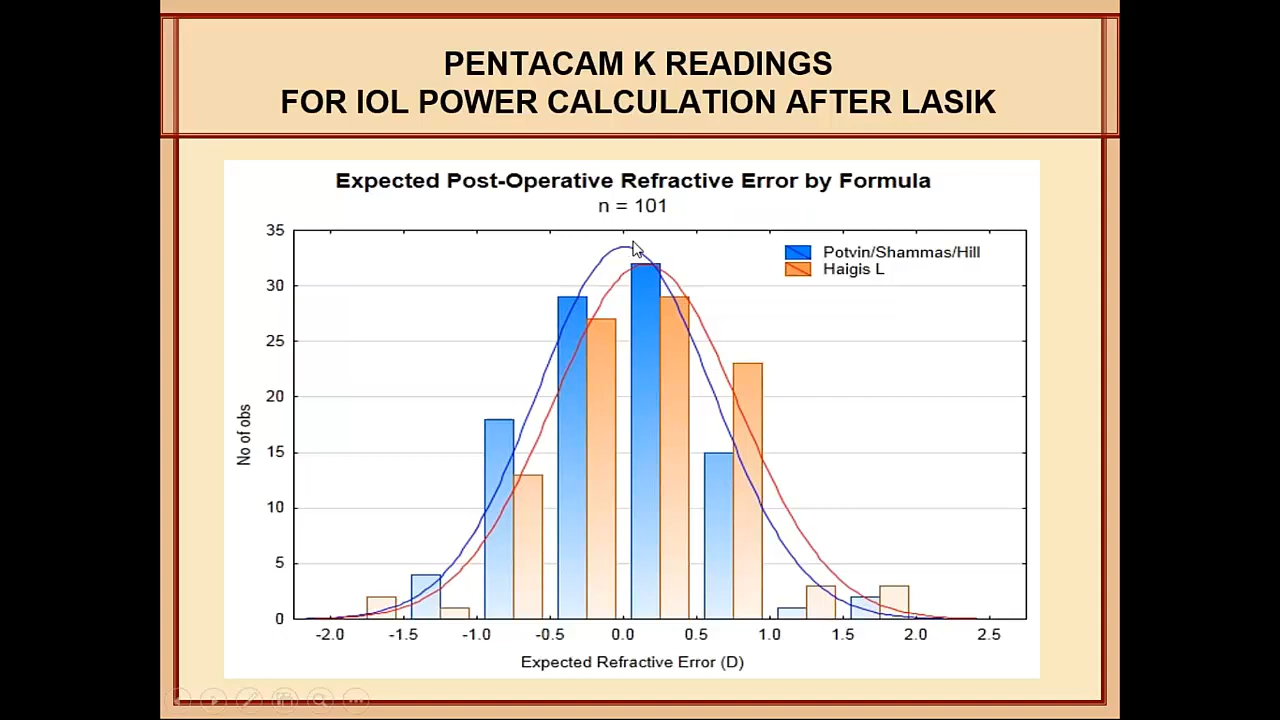 PENTACAM K READINGS
FOR IOL POWER CALCULATION AFTER LASIK
Expected Post-Operative Refractive Error by Formula
n = 101
Potvin/Shammas/Hill
Haigis L
No of obs
35
30
25
20
15
10
5
0
-2.0 -1.5 -1.0 -0.5 0.0 0.5 1.0 1.5 2.0 2.5
Expected Refractive Error (D)